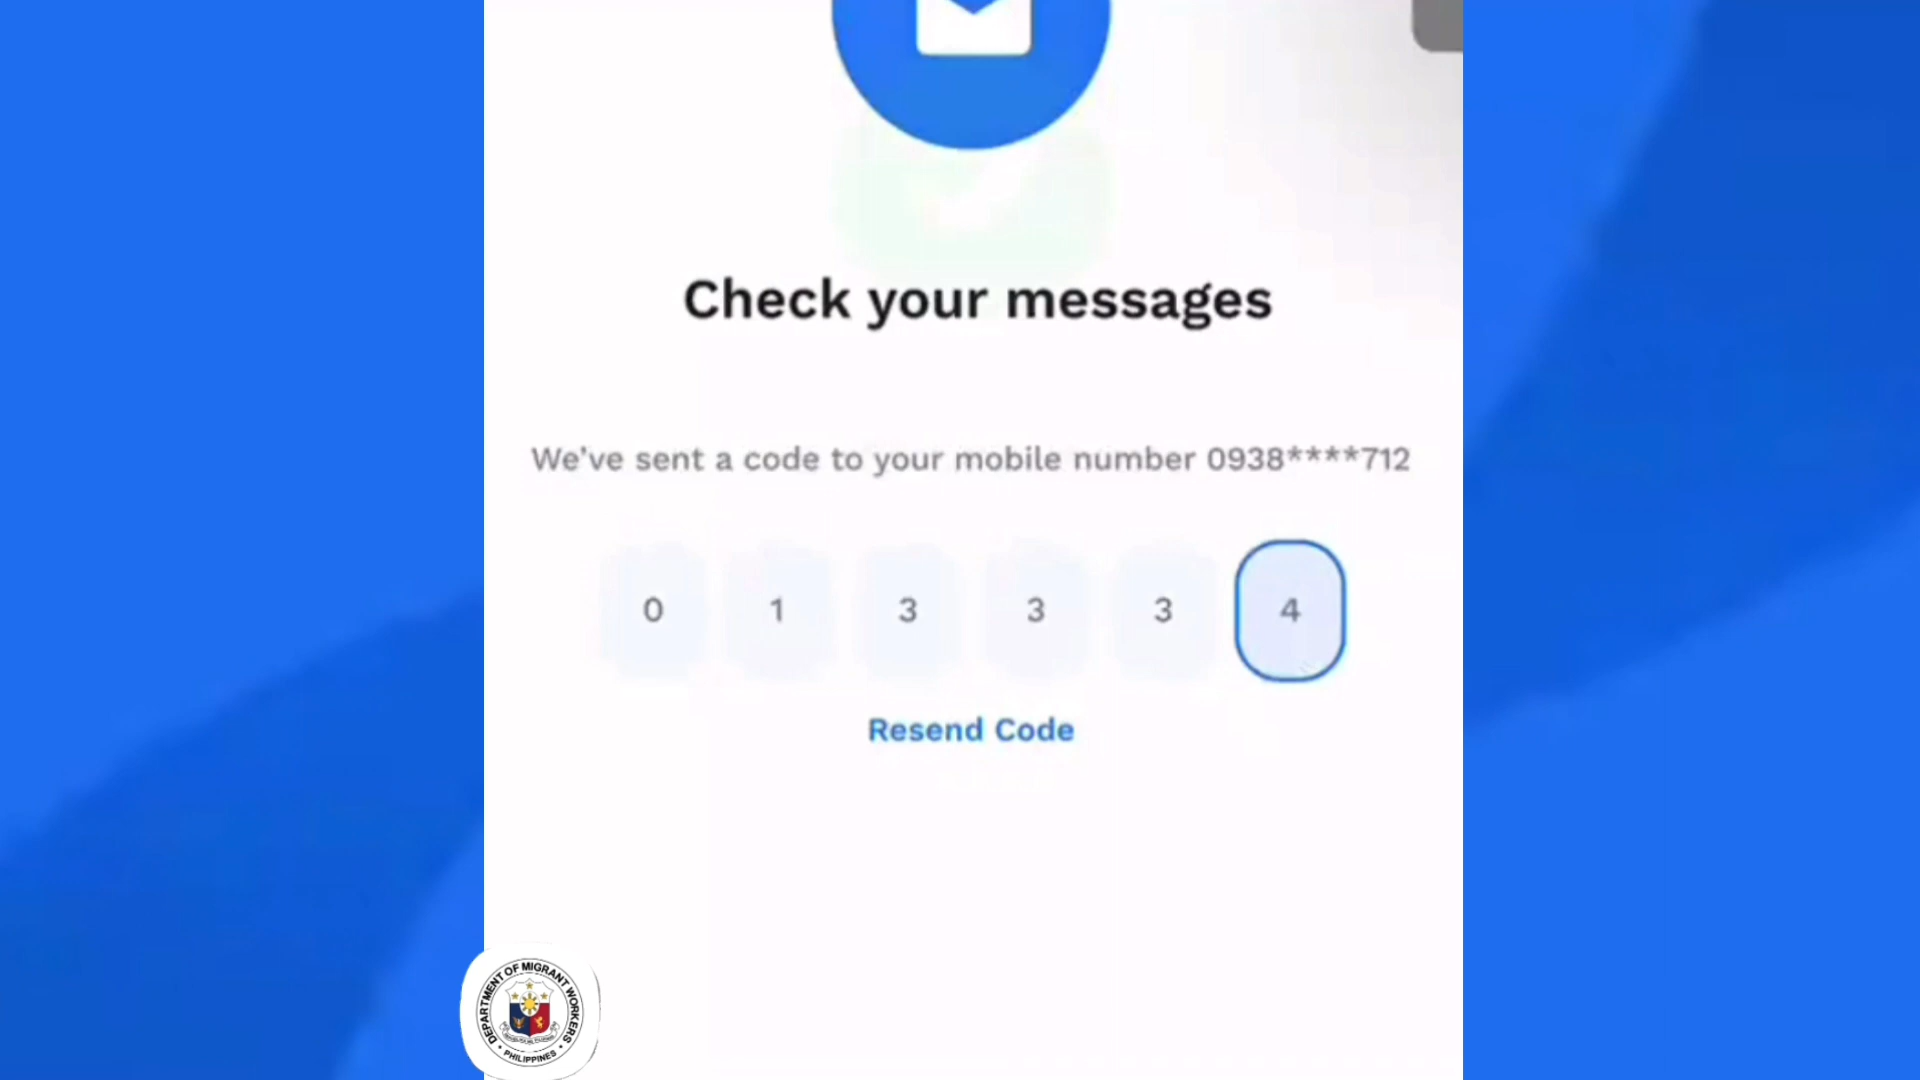 Check your messages
We've sent a code to your mobile number 0938****712
0 1 3 3 3 4
Resend Code
DEPARTMENT OF MIGRANT WORKERS
• PHILIPPINES •